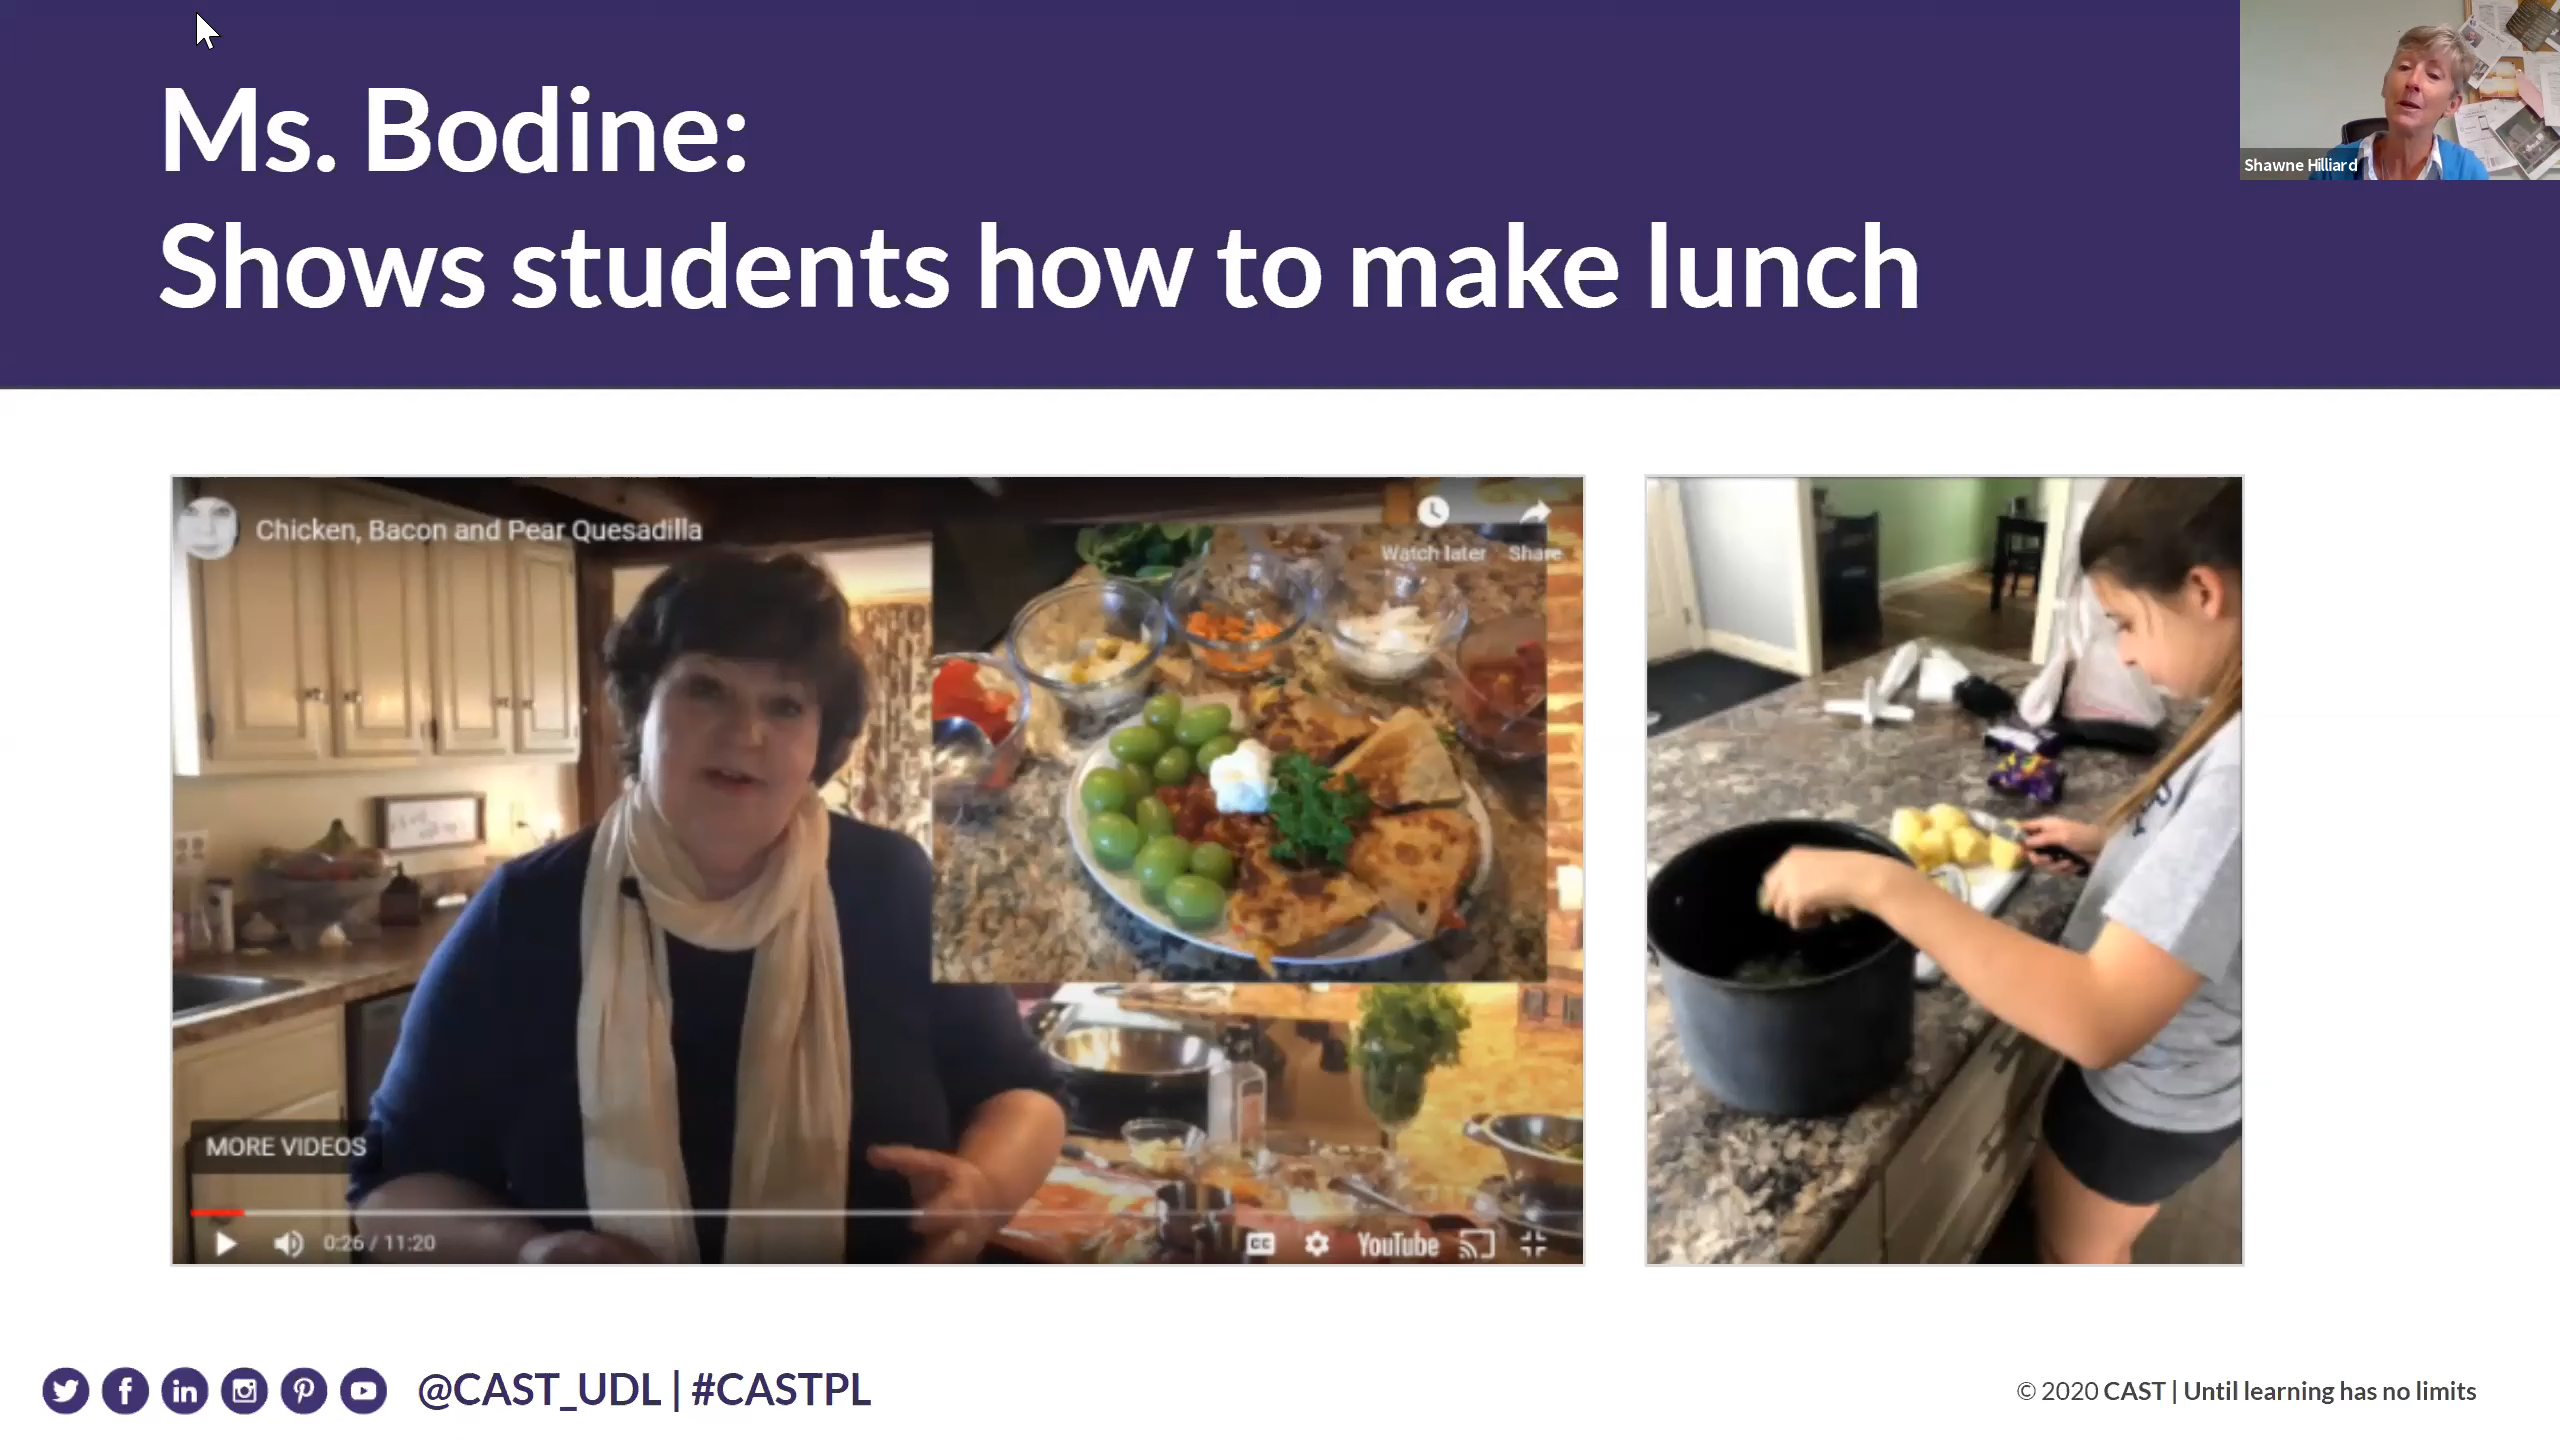 Ms. Bodine:
Shows students how to make lunch
Shawne Hilliard
Chicken, Bacon and Pear Quesadilla
Watch later
Share
MORE VIDEOS
0:26 / 11:20
CC
YouTube
@CAST_UDL | #CASTPL
© 2020 CAST | Until learning has no limits